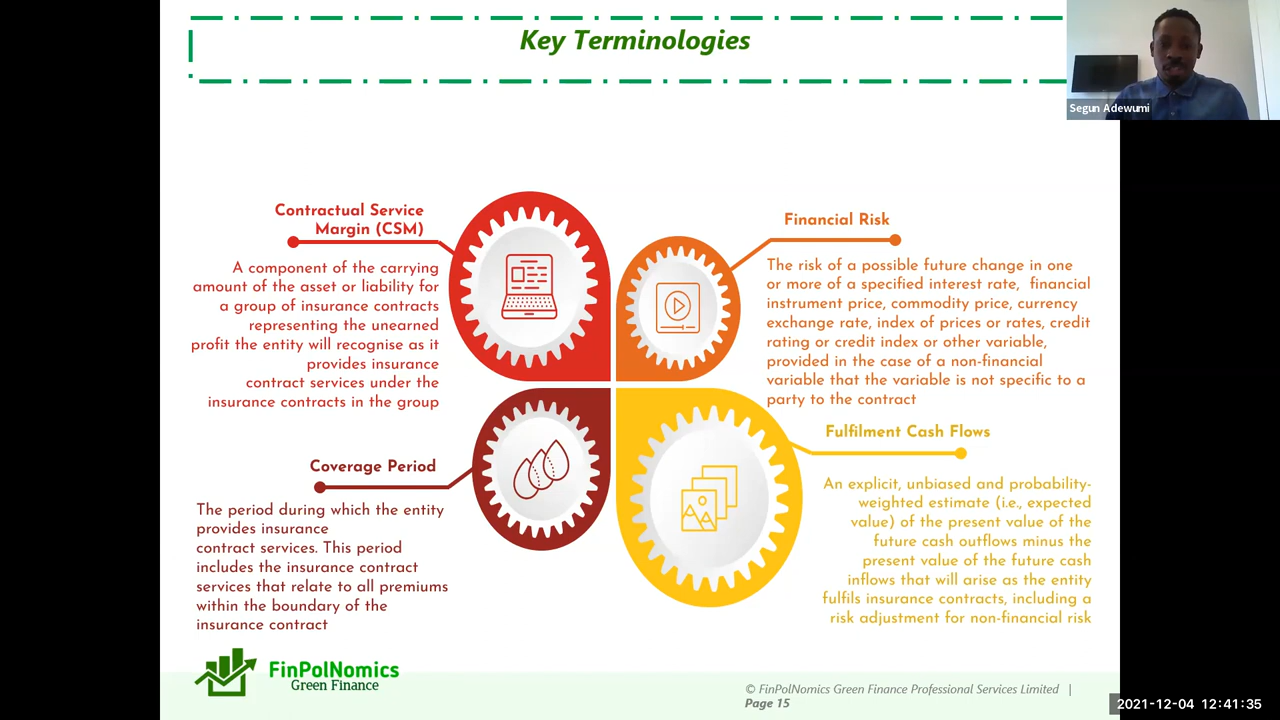 Key Terminologies
Segun Adewumi
Contractual Service
Margin (CSM)
A component of the carrying
amount of the asset or liability for
a group of insurance contracts
representing the unearned
profit the entity will recognise as it
provides insurance
contract services under the
insurance contracts in the group
Financial Risk
The risk of a possible future change in one
or more of a specified interest rate, financial
instrument price, commodity price, currency
exchange rate, index of prices or rates, credit
rating or credit index or other variable,
provided in the case of a non-financial
variable that the variable is not specific to a
party to the contract
Coverage Period
The period during which the entity
provides insurance
contract services. This period
includes the insurance contract
services that relate to all premiums
within the boundary of the
insurance contract
Fulfilment Cash Flows
An explicit, unbiased and probability-
weighted estimate (i.e., expected
value) of the present value of the
future cash outflows minus the
present value of the future cash
inflows that will arise as the entity
fulfils insurance contracts, including a
risk adjustment for non-financial risk
FinPolNomics
Green Finance
© FinPolNomics Green Finance Professional Services Limited |
Page 15
2021-12-04 12:41:35